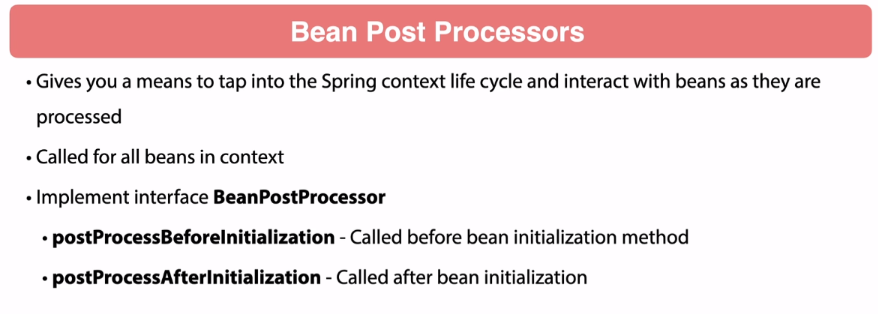 Bean Post Processors
• Gives you a means to tap into the Spring context life cycle and interact with beans as they are
processed
• Called for all beans in context
• Implement interface BeanPostProcessor
• postProcessBeforeInitialization - Called before bean initialization method
• postProcessAfterInitialization - Called after bean initialization